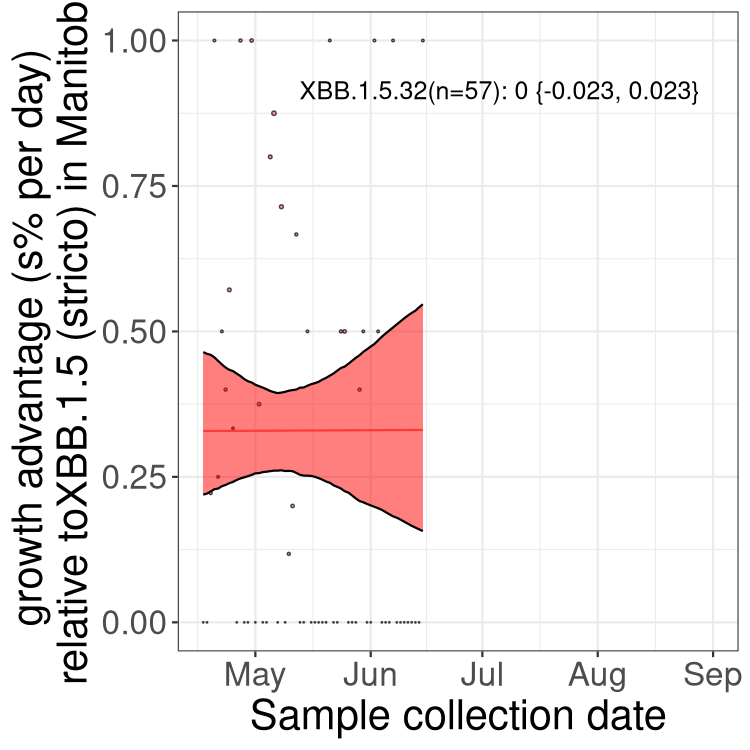 growth advantage (s% per day)
relative toXBB.1.5 (stricto) in Manitob
1.00
0.75
0.50
0.25
0.00
XBB.1.5.32(n=57): 0 {-0.023, 0.023}
May Jun Jul Aug Sep
Sample collection date